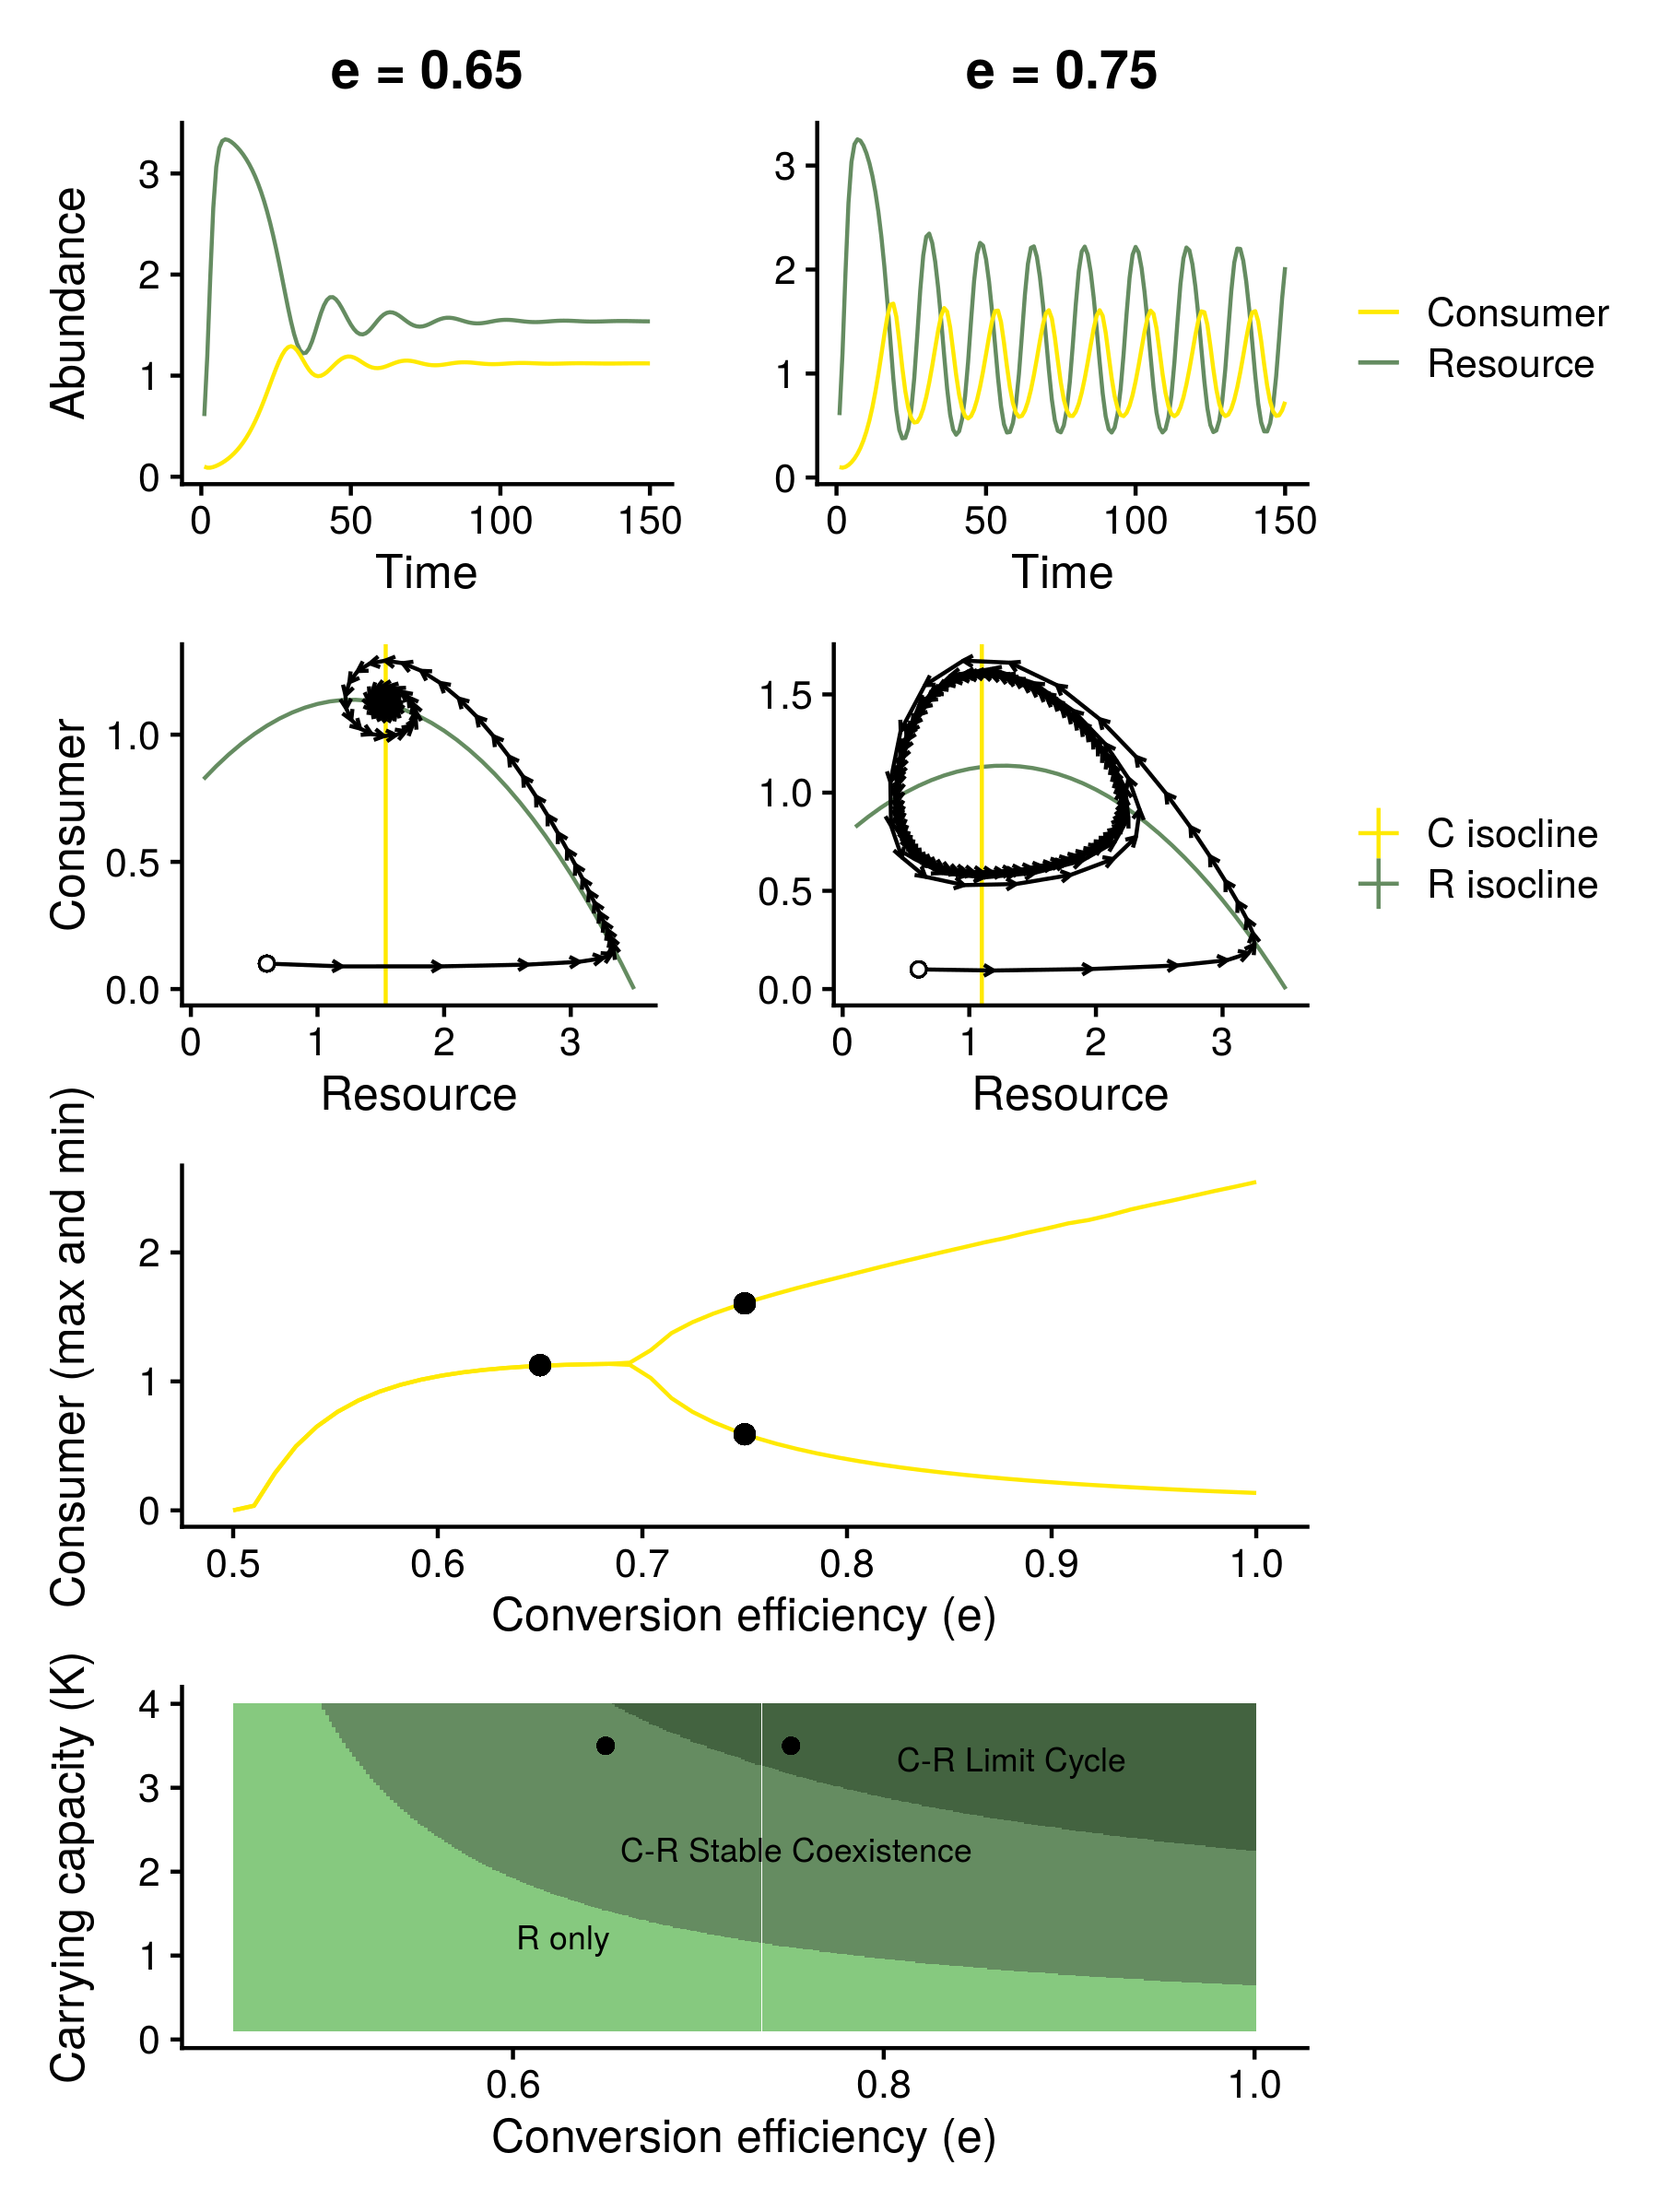 e = 0.65
e = 0.75
Abundance
3
2
1
0
0 50 100 150
Time
3
2
1
0
0 50 100 150
Time
Consumer
Resource
Consumer
1.0
0.5
0.0
0 1 2 3
Resource
1.5
1.0
0.5
0.0
0 1 2 3
Resource
C isocline
R isocline
Consumer (max and min)
2
1
0
0.5 0.6 0.7 0.8 0.9 1.0
Conversion efficiency (e)
Carrying capacity (K)
4
3
2
1
0
C-R Limit Cycle
C-R Stable Coexistence
R only
0.6 0.8 1.0
Conversion efficiency (e)